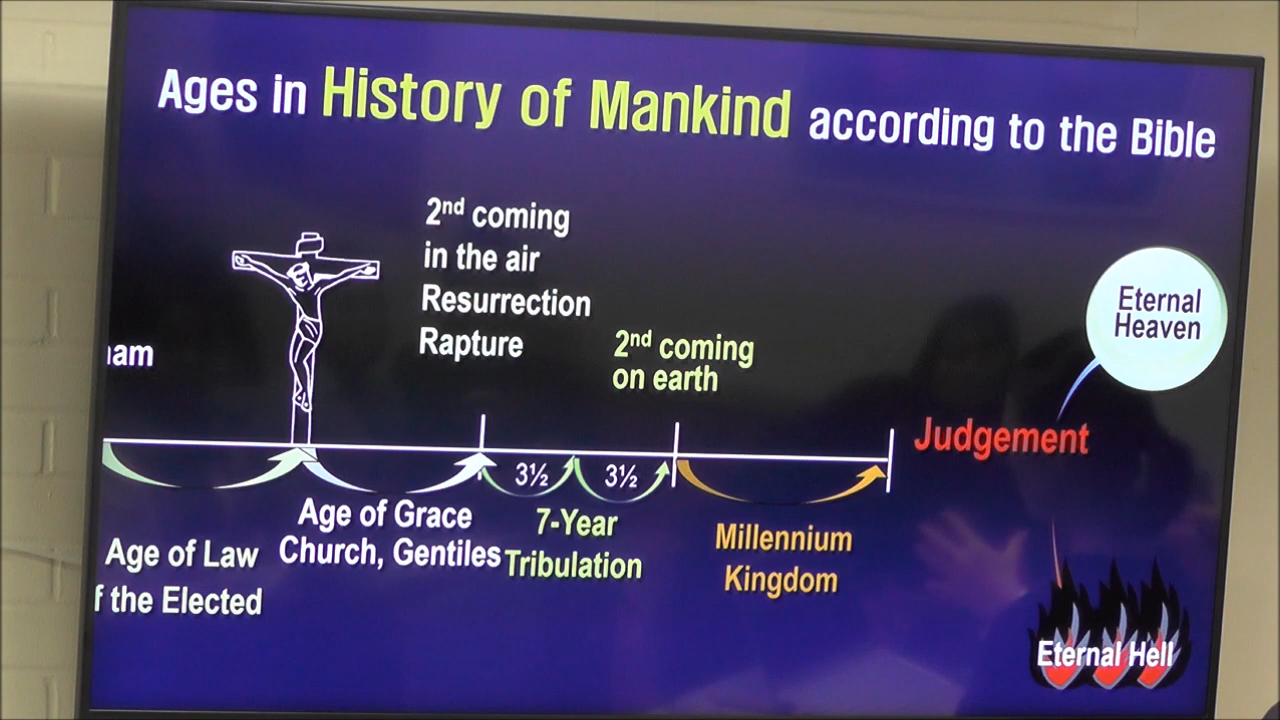 Ages in History of Mankind according to the Bible
2nd coming
in the air
Resurrection
Rapture
2nd coming
on earth
Eternal
Heaven
Judgement
3½ 3½
Age of Law
the Elected
Age of Grace
Church, Gentiles
7-Year
Tribulation
Millennium
Kingdom
Eternal Hell